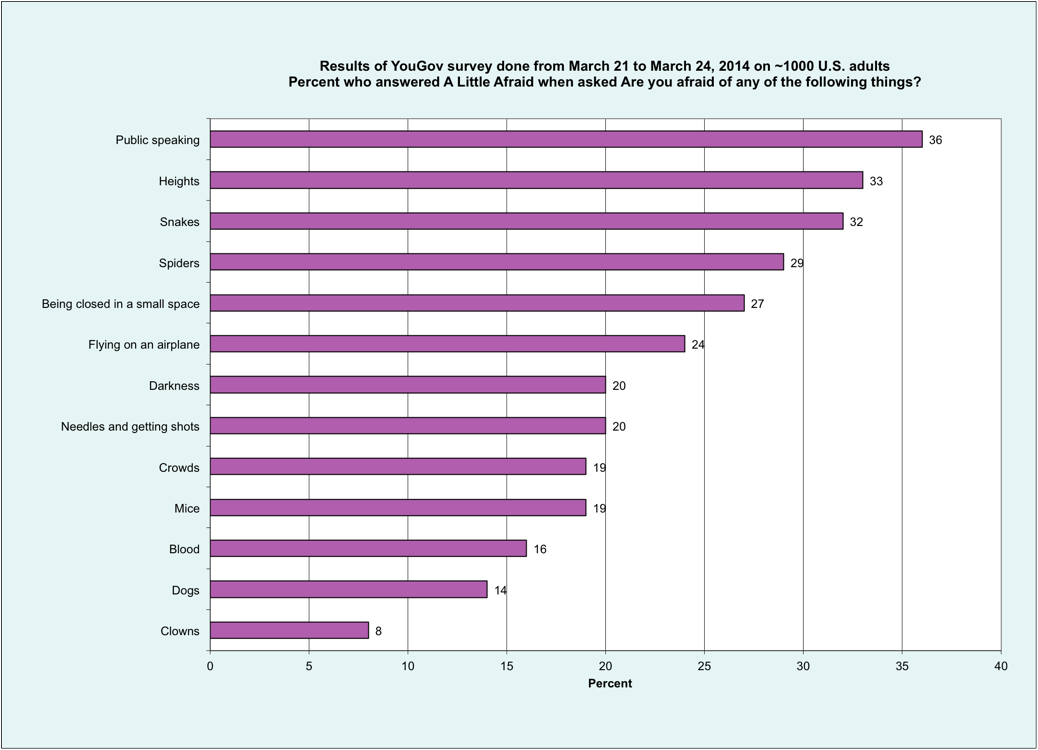 Results of YouGov survey done from March 21 to March 24, 2014 on ~1000 U.S. adults
Percent who answered A Little Afraid when asked Are you afraid of any of the following things?
Public speaking 36
Heights 33
Snakes 32
Spiders 29
Being closed in a small space 27
Flying on an airplane 24
Darkness 20
Needles and getting shots 20
Crowds 19
Mice 19
Blood 16
Dogs 14
Clowns 8
0 5 10 15 20 25 30 35 40
Percent